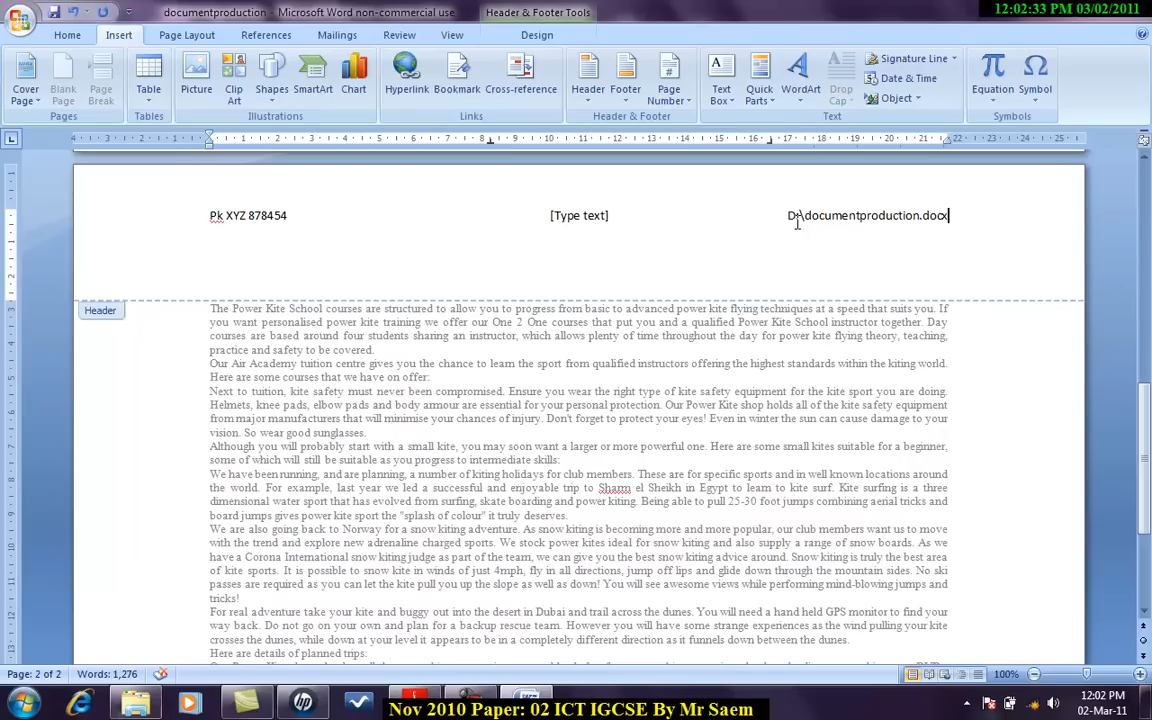 documentproduction - Microsoft Word non-commercial use
Header & Footer Tools
12:02:33 PM 03/02/2011
Home Insert Page Layout References Mailings Review View Design
Cover Page Blank Page Page Break Table Picture Clip Art Shapes SmartArt Chart Hyperlink Bookmark Cross-reference Header Footer Page Number Text Box Quick Parts WordArt Drop Cap Signature Line Date & Time Object Equation Symbol
Pages Tables Illustrations Links Header & Footer Text Symbols
4 3 2 1 1 2 3 4 5 6 7 8 9 10 11 12 13 14 15 16 17 18 19 20 21 22 23 24 25
Pk XYZ 878454 [Type text] D:\documentproduction.docx
Header
The Power Kite School courses are structured to allow you to progress from basic to advanced power kite flying techniques at a speed that suits you. If
you want personalised power kite training we offer our One 2 One courses that put you and a qualified Power Kite School instructor together. Day
courses are based around four students sharing an instructor, which allows plenty of time throughout the day for power kite flying theory, teaching,
practice and safety to be covered.
Our Air Academy tuition centre gives you the chance to learn the sport from qualified instructors offering the highest standards within the kiting world.
Here are some courses that we have on offer:
Next to tuition, kite safety must never been compromised. Ensure you wear the right type of kite safety equipment for the kite sport you are doing.
Helmets, knee pads, elbow pads and body armour are essential for your personal protection. Our Power Kite shop holds all of the kite safety equipment
from major manufacturers that will minimise your chances of injury. Don't forget to protect your eyes! Even in winter the sun can cause damage to your
vision. So wear good sunglasses.
Although you will probably start with a small kite, you may soon want a larger or more powerful one. Here are some small kites suitable for a beginner,
some of which will still be suitable as you progress to intermediate skills:
We have been running, and are planning, a number of kiting holidays for club members. These are for specific sports and in well known locations around
the world. For example, last year we led a successful and enjoyable trip to Sharm el Sheikh in Egypt to learn to kite surf. Kite surfing is a three
dimensional water sport that has evolved from surfing, skate boarding and power kiting. Being able to pull 25-30 foot jumps combining aerial tricks and
board jumps gives power kite sport the "splash of colour" it truly deserves.
We are also going back to Norway for a snow kiting adventure. As snow kiting is becoming more and more popular, our club members want us to move
with the trend and explore new adrenaline charged sports. We stock power kites ideal for snow kiting and also supply a range of snow boards. As we
have a Corona International snow kiting judge as part of the team, we can give you the best snow kiting advice around. Snow kiting is truly the best area
of kite sports. It is possible to snow kite in winds of just 4mph, fly in all directions, jump off lips and glide down through the mountain sides. No ski
passes are required as you can let the kite pull you up the slope as well as down! You will see awesome views while performing mind-blowing jumps and
tricks!
For real adventure take your kite and buggy out into the desert in Dubai and trail across the dunes. You will need a hand held GPS monitor to find your
way back. Do not go on your own and plan for a backup rescue team. However you will have some strange experiences as the wind pulling your kite
crosses the dunes, while down at your level it appears to be in a completely different direction as it funnels down between the dunes.
Here are details of planned trips:
Page: 2 of 2 Words: 1,276 100%
Nov 2010 Paper: 02 ICT IGCSE By Mr Saem
12:02 PM
02-Mar-11